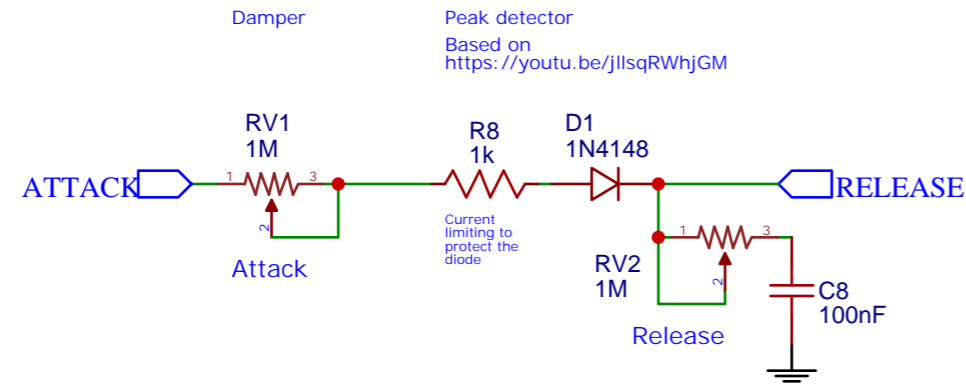 Damper
Peak detector
Based on
https://youtu.be/jIlsqRWhjGM
RV1
1M
R8
1k
D1
1N4148
ATTACK
1
3
2
RELEASE
Current
limiting to
protect the
diode
Attack
RV2
1M
1
3
2
C8
100nF
Release